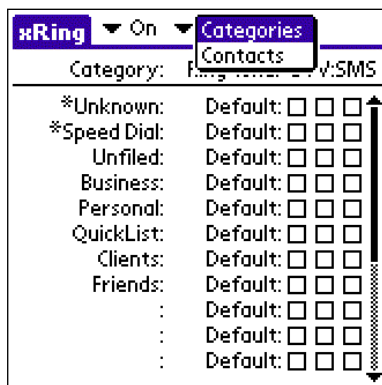 xRing On Categories
Contacts
Category: V:SMS
*Unknown: Default:
*Speed Dial: Default:
Unfiled: Default:
Business: Default:
Personal: Default:
QuickList: Default:
Clients: Default:
Friends: Default:
: Default:
: Default:
: Default: